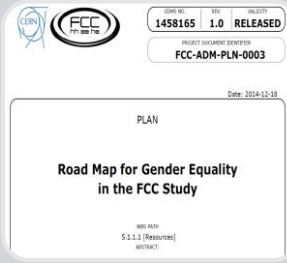 CERN
FCC
hh ee he
EDMS NO.
REV.
VALIDITY
1458165
1.0
RELEASED
PROJECT DOCUMENT IDENTIFIER
FCC-ADM-PLN-0003
Date: 2014-12-18
PLAN
Road Map for Gender Equality
in the FCC Study
WBS PATH
5.1.1.1 [Resources]
ABSTRACT: